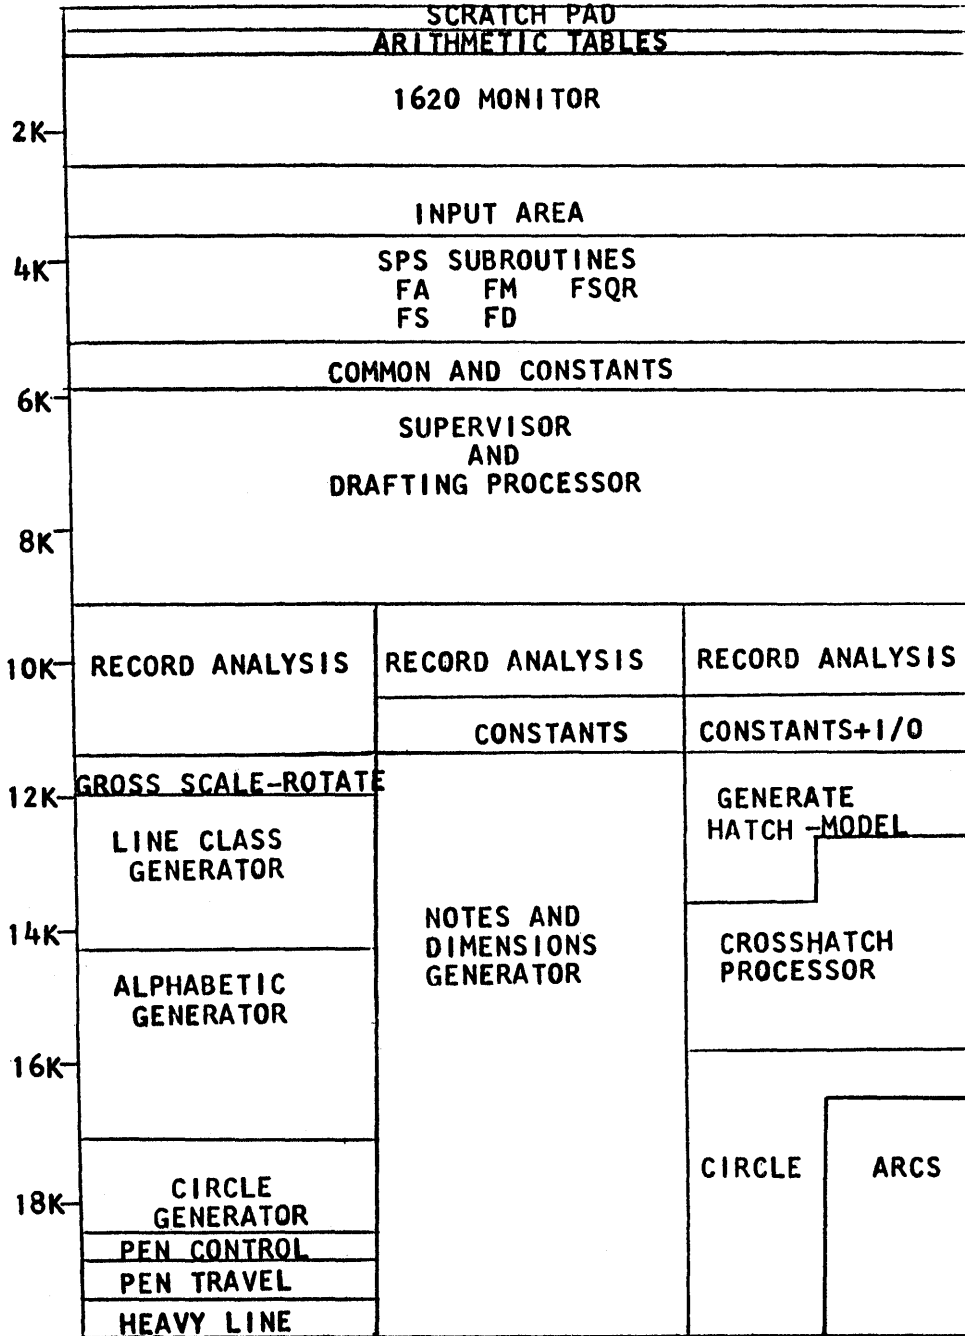 SCRATCH PAD
ARITHMETIC TABLES
1620 MONITOR
2K
INPUT AREA
4K
SPS SUBROUTINES
FA FM FSQR
FS FD
COMMON AND CONSTANTS
6K
SUPERVISOR
AND
DRAFTING PROCESSOR
8K
10K
RECORD ANALYSIS
RECORD ANALYSIS
RECORD ANALYSIS
CONSTANTS
CONSTANTS+I/O
GROSS SCALE-ROTATE
12K
LINE CLASS
GENERATOR
14K
ALPHABETIC
GENERATOR
16K
CIRCLE
GENERATOR
18K
PEN CONTROL
PEN TRAVEL
HEAVY LINE
NOTES AND
DIMENSIONS
GENERATOR
GENERATE
HATCH -MODEL
CROSSHATCH
PROCESSOR
CIRCLE
ARCS